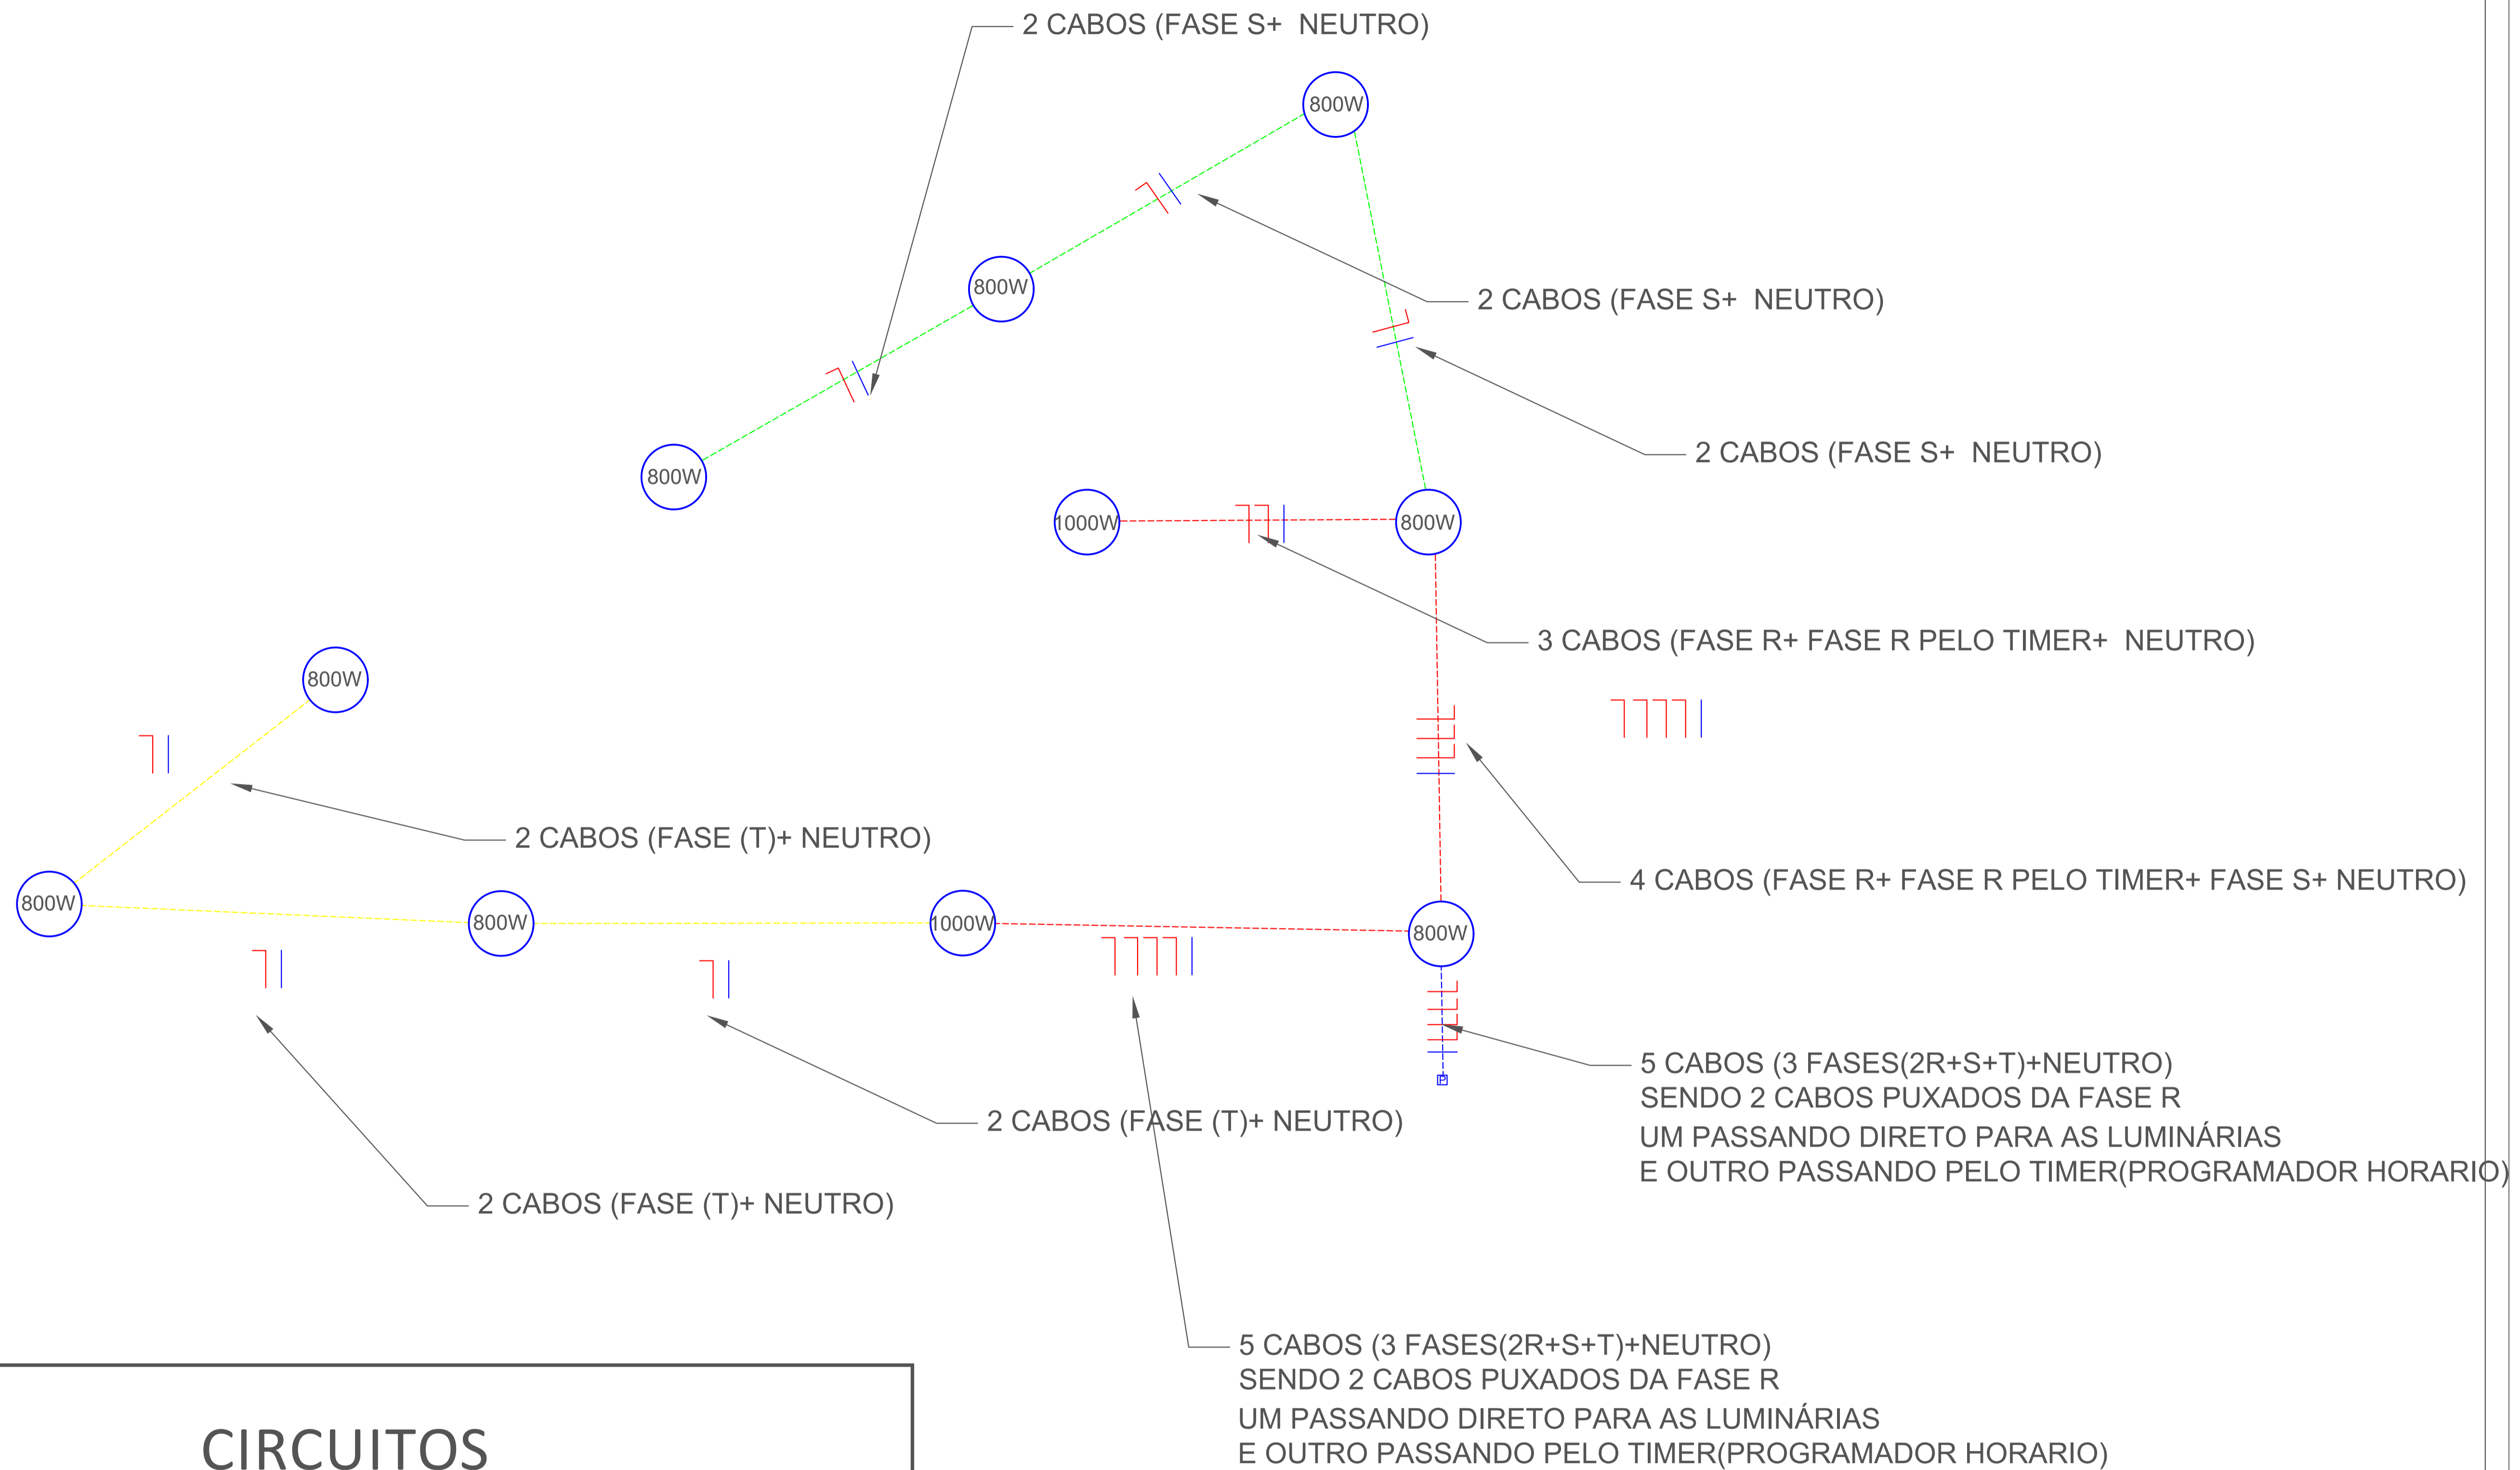 2 CABOS (FASE S+ NEUTRO)
800W
800W
2 CABOS (FASE S+ NEUTRO)
2 CABOS (FASE S+ NEUTRO)
800W
1000W
800W
3 CABOS (FASE R+ FASE R PELO TIMER+ NEUTRO)
800W
2 CABOS (FASE (T)+ NEUTRO)
4 CABOS (FASE R+ FASE R PELO TIMER+ FASE S+ NEUTRO)
800W
800W
1000W
800W
5 CABOS (3 FASES(2R+S+T)+NEUTRO)
SENDO 2 CABOS PUXADOS DA FASE R
UM PASSANDO DIRETO PARA AS LUMINÁRIAS
E OUTRO PASSANDO PELO TIMER(PROGRAMADOR HORARIO)
P
2 CABOS (FASE (T)+ NEUTRO)
2 CABOS (FASE (T)+ NEUTRO)
5 CABOS (3 FASES(2R+S+T)+NEUTRO)
SENDO 2 CABOS PUXADOS DA FASE R
UM PASSANDO DIRETO PARA AS LUMINÁRIAS
E OUTRO PASSANDO PELO TIMER(PROGRAMADOR HORARIO)
CIRCUITOS